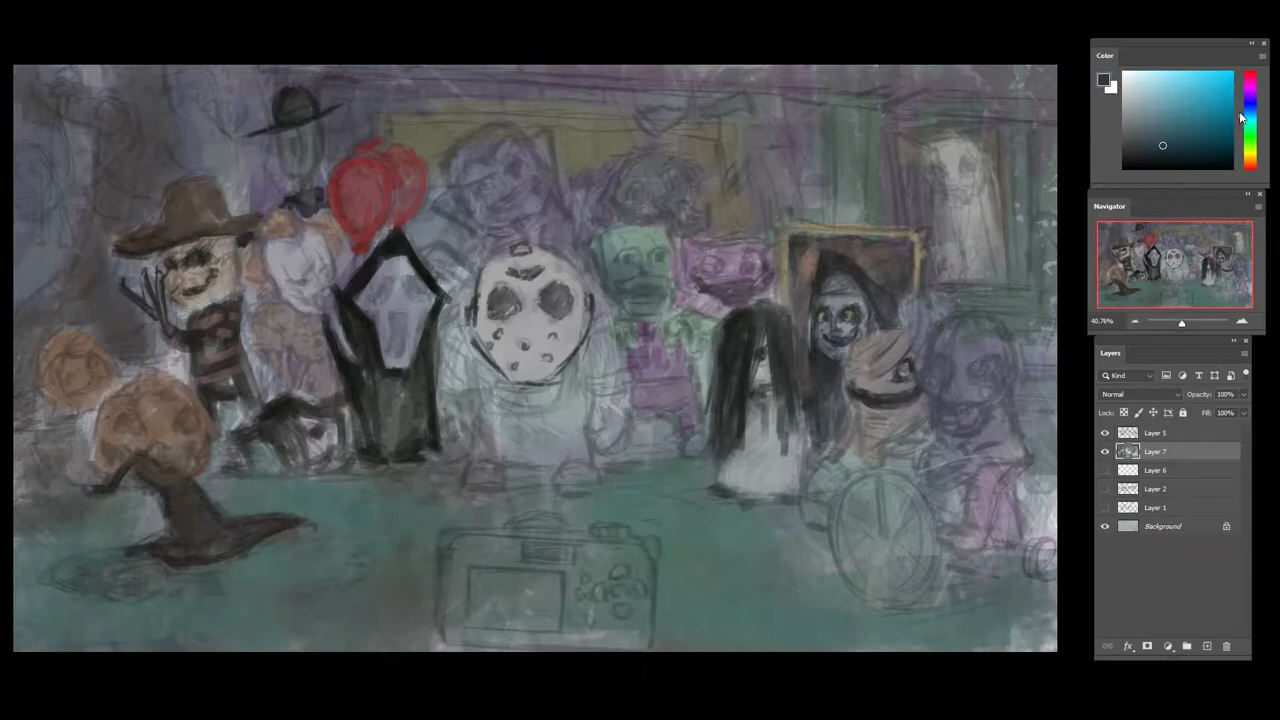 Color
Navigator
40.76%
Layers
Kind
Normal
Opacity: 100%
Lock:
Fill: 100%
Layer 5
Layer 7
Layer 6
Layer 2
Layer 1
Background
fx